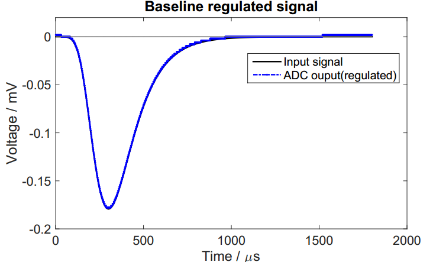 Baseline regulated signal
0
-0.05
-0.1
-0.15
-0.2
Voltage / mV
Input signal
ADC ouput(regulated)
0 500 1000 1500 2000
Time / μs